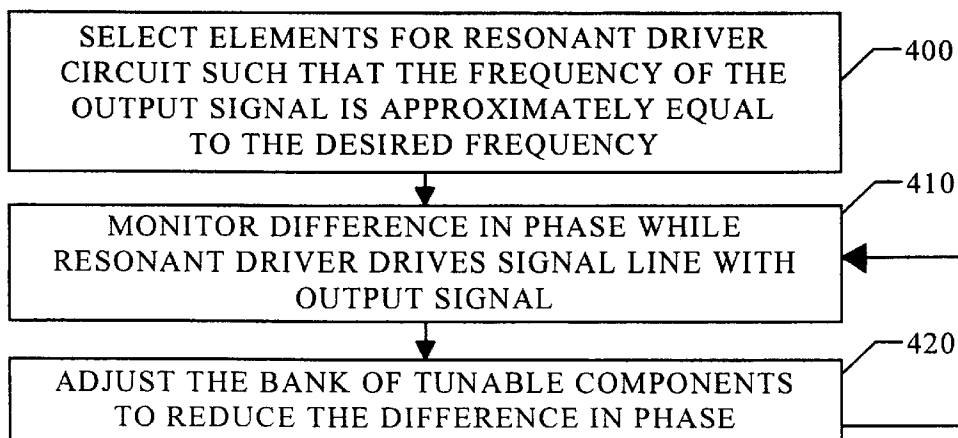 SELECT ELEMENTS FOR RESONANT DRIVER
CIRCUIT SUCH THAT THE FREQUENCY OF THE
OUTPUT SIGNAL IS APPROXIMATELY EQUAL
TO THE DESIRED FREQUENCY
400
MONITOR DIFFERENCE IN PHASE WHILE
RESONANT DRIVER DRIVES SIGNAL LINE WITH
OUTPUT SIGNAL
410
ADJUST THE BANK OF TUNABLE COMPONENTS
TO REDUCE THE DIFFERENCE IN PHASE
420